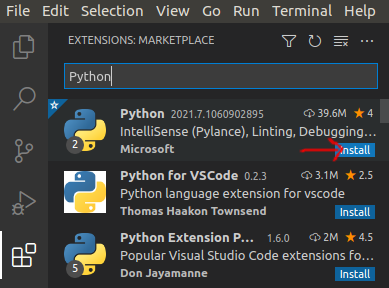 File Edit Selection View Go Run Terminal Help
EXTENSIONS: MARKETPLACE
Python
Python 2021.7.1060902895 39.6M 4
IntelliSense (Pylance), Linting, Debugging...
Microsoft Install
2
Python for VSCode 0.2.3 3.1M 2.5
Python language extension for vscode
Thomas Haakon Townsend Install
Python Extension P... 1.6.0 2M 4.5
Popular Visual Studio Code extensions fo...
Don Jayamanne Install
5